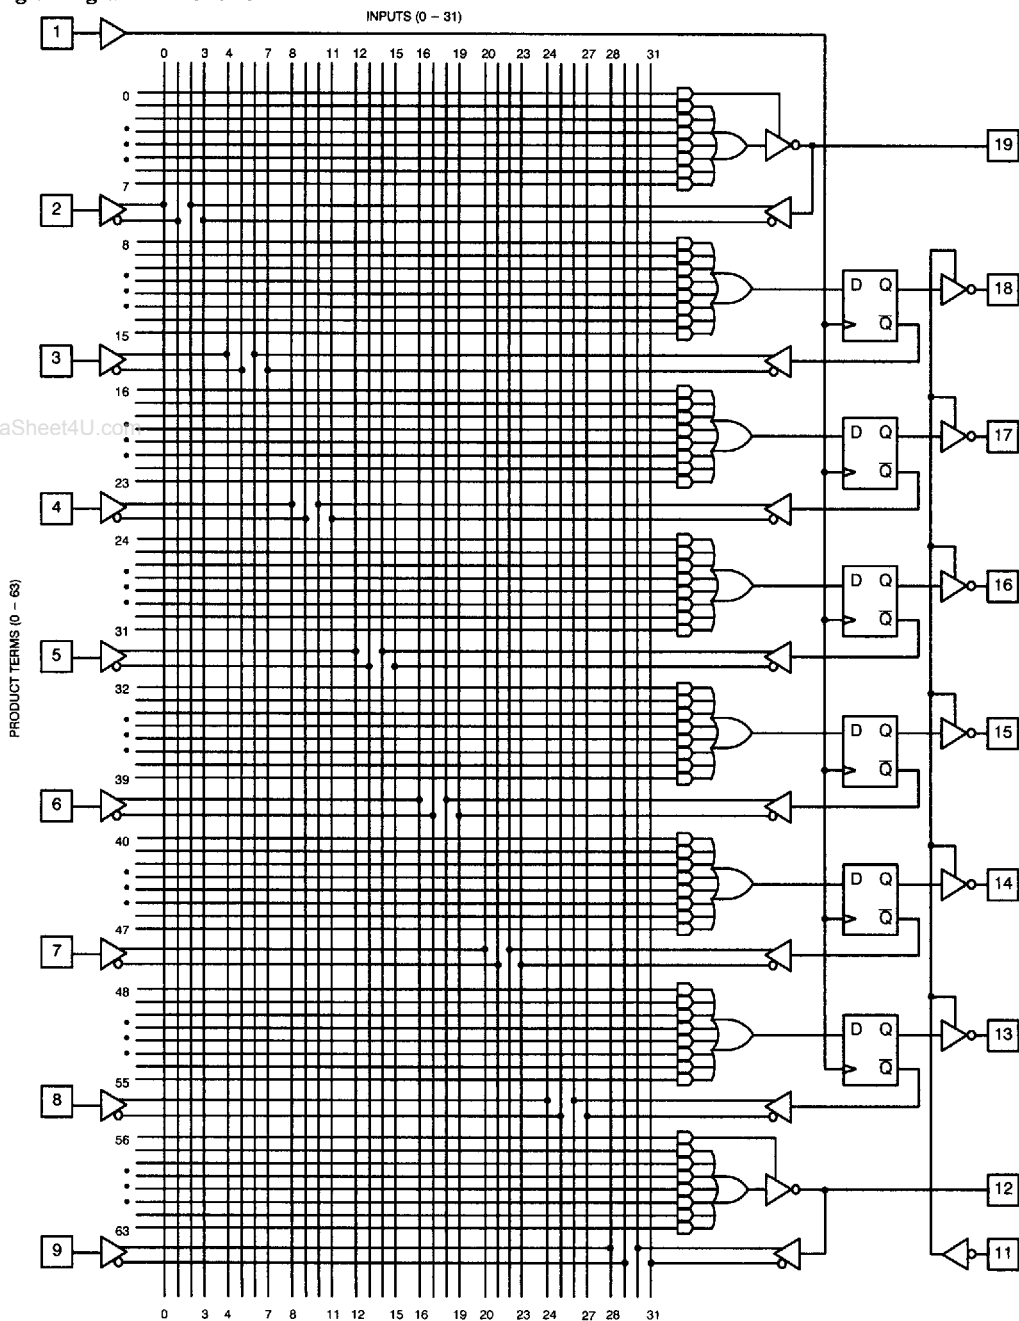 INPUTS (0 – 31)
1
0 3 4 7 8 11 12 15 16 19 20 23 24 27 28 31
0
19
7
2
8
18
D Q
Q̅
15
3
16
aSheet4U.com
17
D Q
Q̅
23
4
24
16
D Q
Q̅
PRODUCT TERMS (0 – 63)
31
5
32
15
D Q
Q̅
39
6
40
14
D Q
Q̅
47
7
48
13
D Q
Q̅
55
8
56
12
63
9
11
0 3 4 7 8 11 12 15 16 19 20 23 24 27 28 31